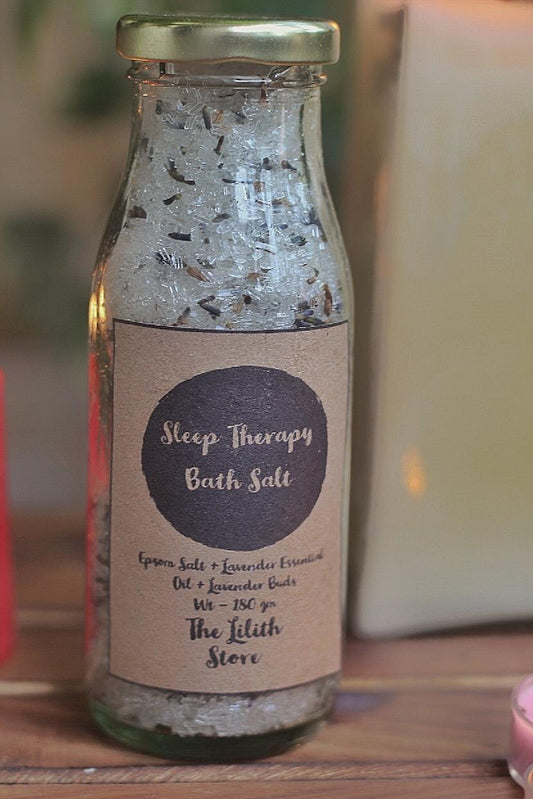 Sleep Therapy
Bath Salt
Epsom Salt + Lavender Essential
Oil + Lavender Buds
Wt - 180 gm
The Lilith
Store